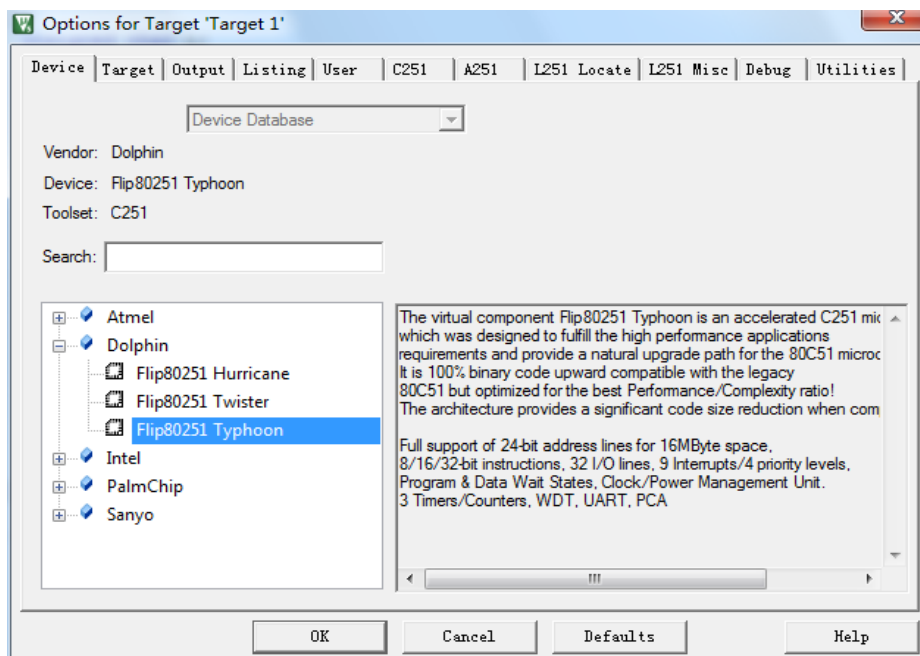 Options for Target 'Target 1'
Device Target Output Listing User C251 A251 L251 Locate L251 Misc Debug Utilities
Device Database
Vendor: Dolphin
Device: Flip80251 Typhoon
Toolset: C251
Search:
Atmel
Dolphin
Flip80251 Hurricane
Flip80251 Twister
Flip80251 Typhoon
Intel
PalmChip
Sanyo
The virtual component Flip80251 Typhoon is an accelerated C251 mic
which was designed to fulfill the high performance applications
requirements and provide a natural upgrade path for the 80C51 microc
It is 100% binary code upward compatible with the legacy
80C51 but optimized for the best Performance/Complexity ratio!
The architecture provides a significant code size reduction when com
Full support of 24-bit address lines for 16MByte space,
8/16/32-bit instructions, 32 I/O lines, 9 Interrupts/4 priority levels,
Program & Data Wait States, Clock/Power Management Unit.
3 Timers/Counters, WDT, UART, PCA
OK Cancel Defaults Help